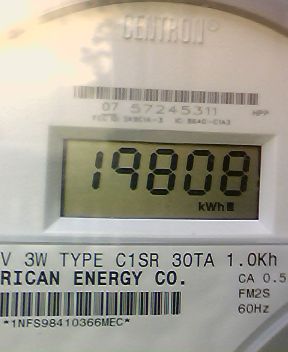 CENTRON®
07 57245311 HPP
19808
kWh
V 3W TYPE C1SR 30TA 1.0Kh
RICAN ENERGY CO.
CA 0.5
FM2S
60Hz
*1NFS98410366MEC*